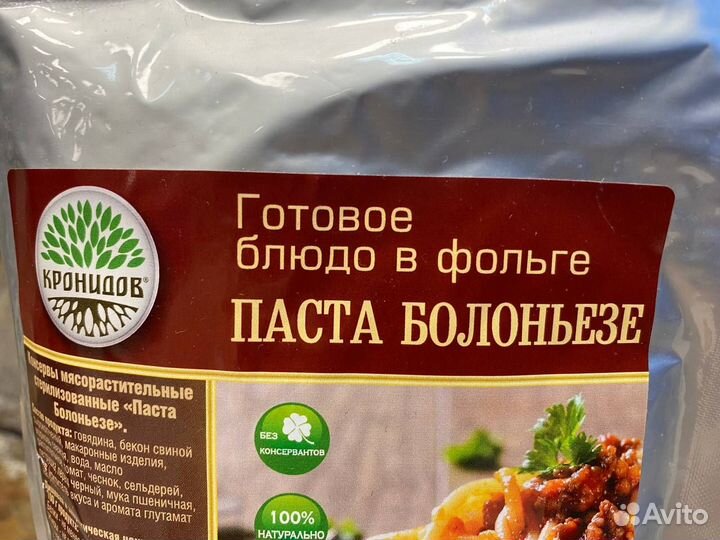 Готовое
блюдо в фольге
ПАСТА БОЛОНЬЕЗЕ
КРОНИДОВ®
Консервы мясорастительные
стерилизованные «Паста
Болоньезе».
продукта: говядина, бекон свиной
макаронные изделия,
вода, масло
чеснок, сельдерей,
черный, мука пшеничная,
вкуса и аромата глутамат
БЕЗ
КОНСЕРВАНТОВ
100%
НАТУРАЛЬНО
Avito